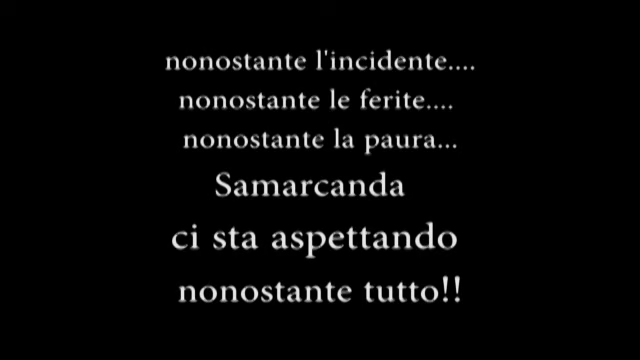 nonostante l'incidente....
nonostante le ferite....
nonostante la paura...
Samarcanda
ci sta aspettando
nonostante tutto!!